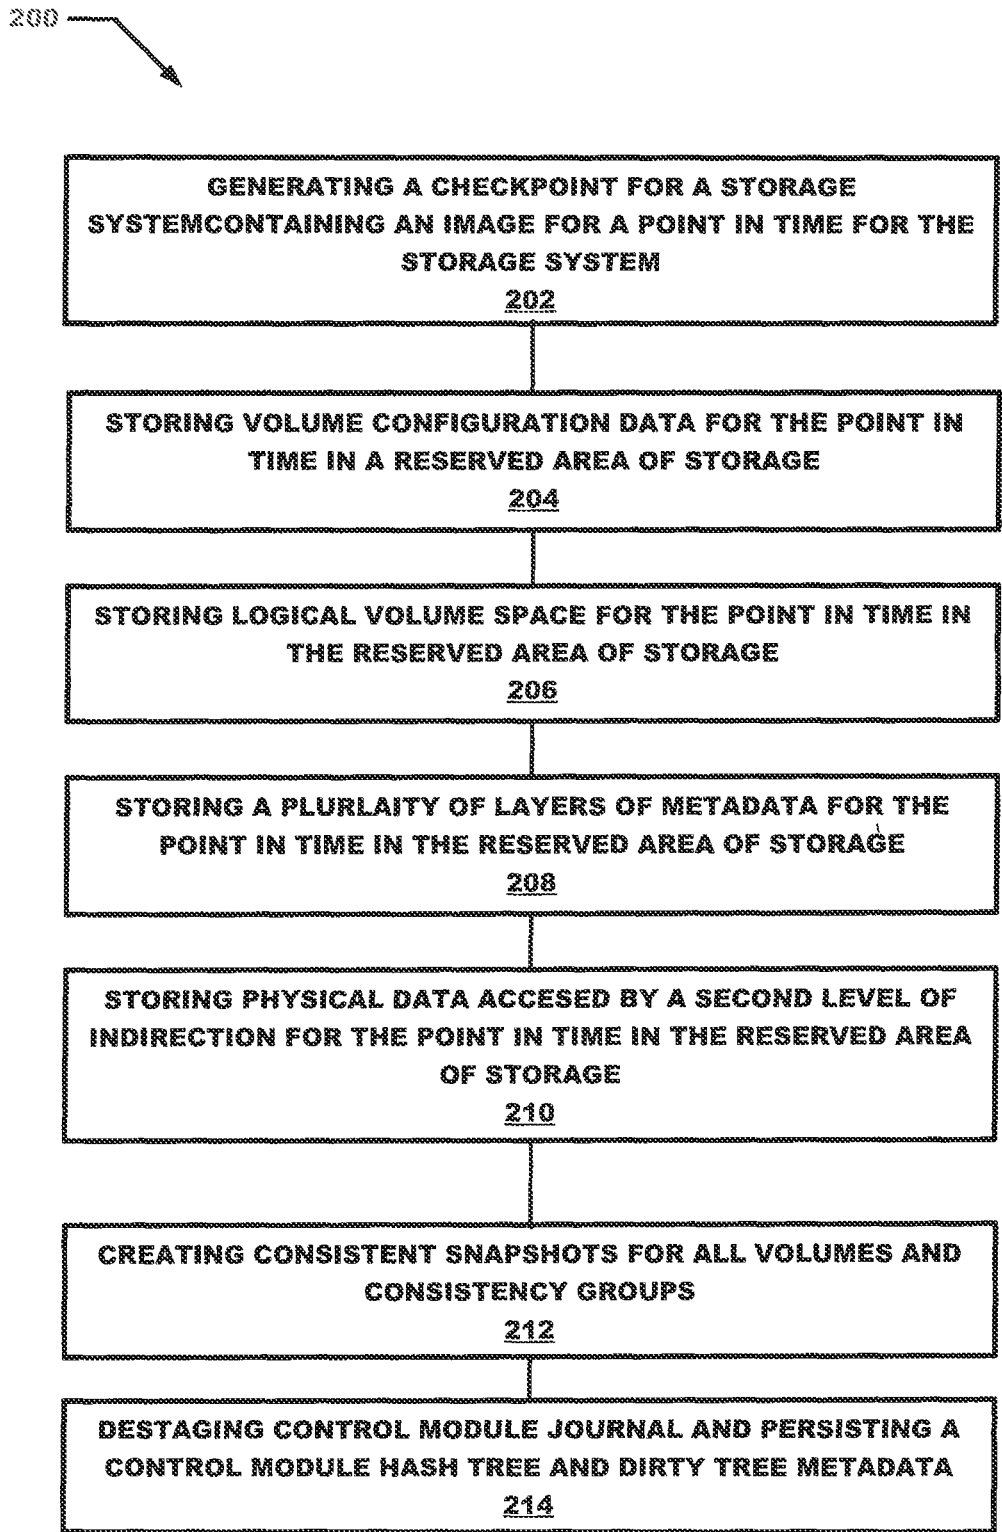 200
GENERATING A CHECKPOINT FOR A STORAGE
SYSTEMCONTAINING AN IMAGE FOR A POINT IN TIME FOR THE
STORAGE SYSTEM
202
STORING VOLUME CONFIGURATION DATA FOR THE POINT IN
TIME IN A RESERVED AREA OF STORAGE
204
STORING LOGICAL VOLUME SPACE FOR THE POINT IN TIME IN
THE RESERVED AREA OF STORAGE
206
STORING A PLURLAITY OF LAYERS OF METADATA FOR THE
POINT IN TIME IN THE RESERVED AREA OF STORAGE
208
STORING PHYSICAL DATA ACCESED BY A SECOND LEVEL OF
INDIRECTION FOR THE POINT IN TIME IN THE RESERVED AREA
OF STORAGE
210
CREATING CONSISTENT SNAPSHOTS FOR ALL VOLUMES AND
CONSISTENCY GROUPS
212
DESTAGING CONTROL MODULE JOURNAL AND PERSISTING A
CONTROL MODULE HASH TREE AND DIRTY TREE METADATA
214